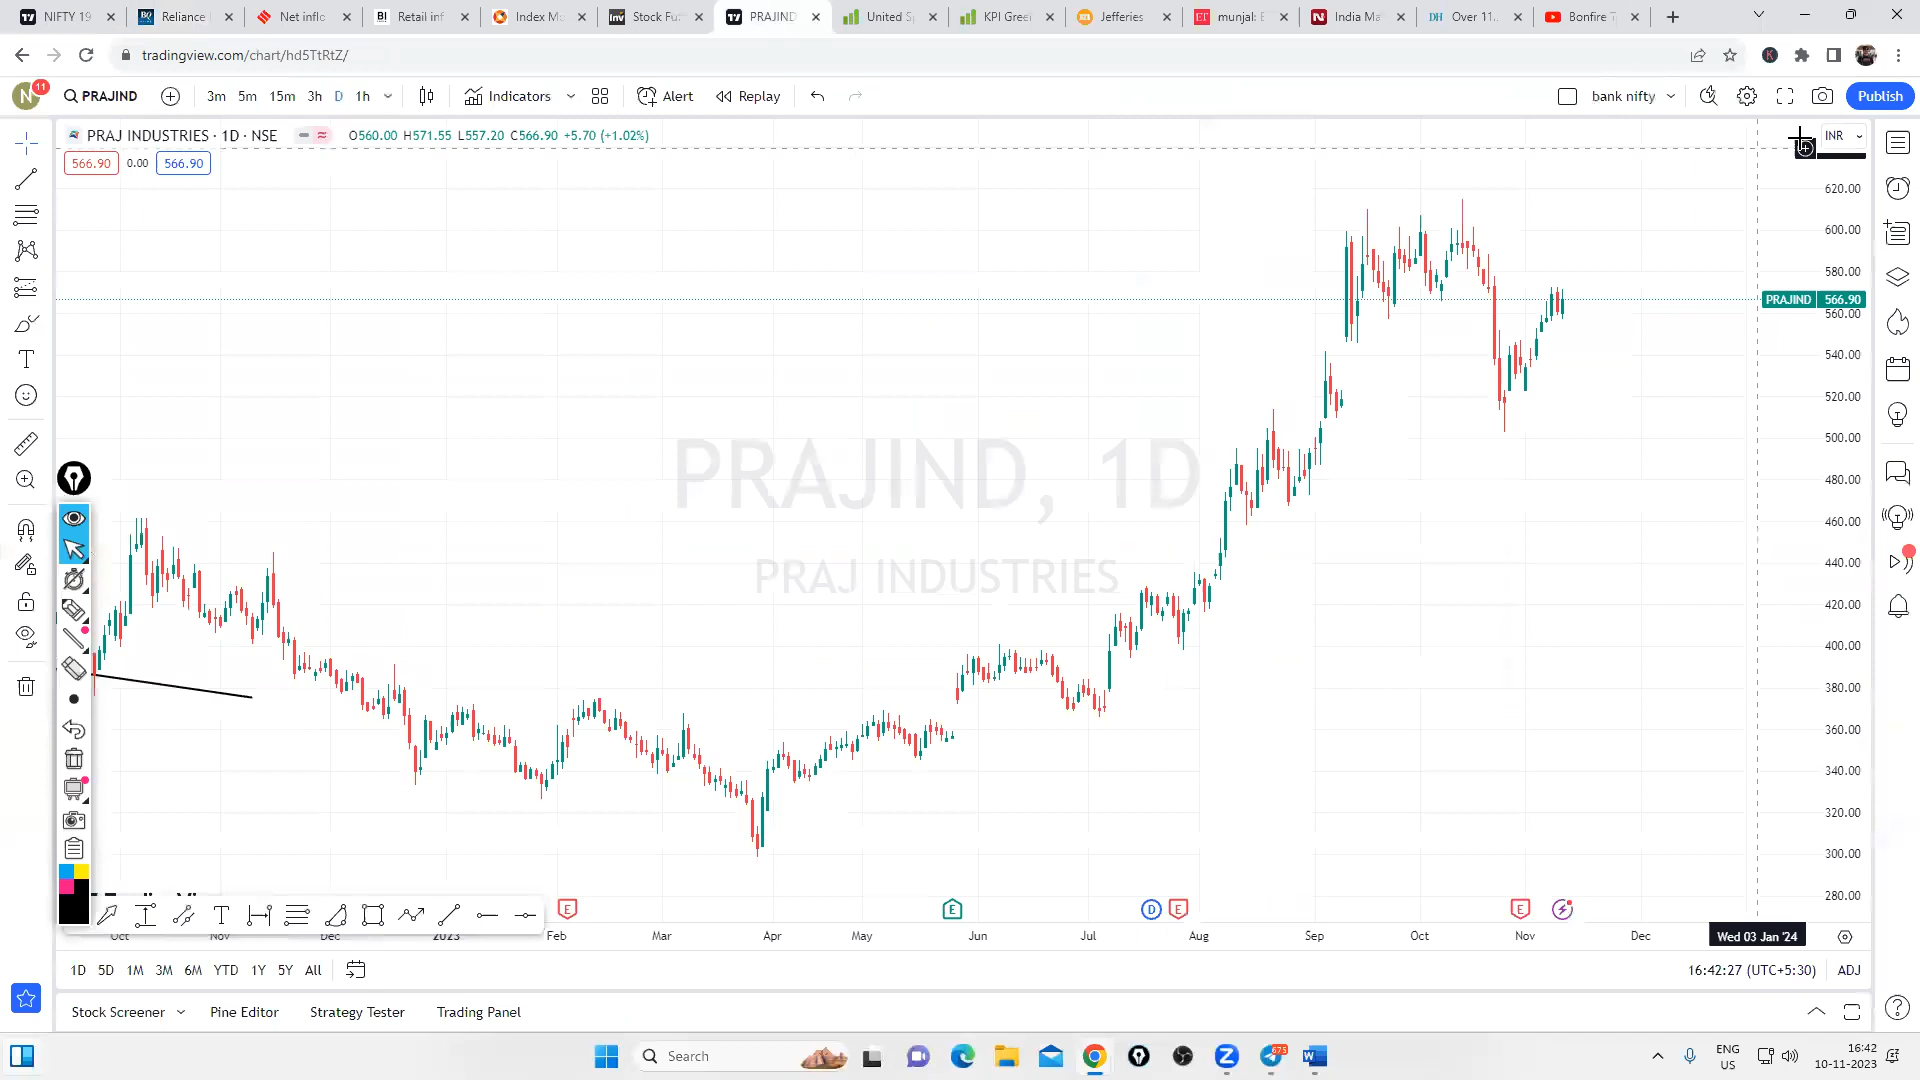 NIFTY 19
Reliance
Net inflo
BI Retail inf
Index Mo
Inv Stock Fu
PRAJIND
United S
KPI Gree
Jefferies
ET munjal: E
India Ma
DH Over 11.
Bonfire T
tradingview.com/chart/hd5TtRtZ/
K
N 11 PRAJIND 3m 5m 15m 3h D 1h Indicators Alert Replay bank nifty Publish
PRAJ INDUSTRIES · 1D · NSE O560.00 H571.55 L557.20 C566.90 +5.70 (+1.02%) INR
566.90 0.00 566.90
620.00
600.00
580.00
PRAJIND 566.90
560.00
540.00
520.00
500.00
480.00
460.00
440.00
420.00
400.00
380.00
360.00
340.00
320.00
300.00
280.00
PRAJIND, 1D
PRAJ INDUSTRIES
E E D E E
Oct Nov Dec 2023 Feb Mar Apr May Jun Jul Aug Sep Oct Nov Dec Wed 03 Jan '24
1D 5D 1M 3M 6M YTD 1Y 5Y All 16:42:27 (UTC+5:30) ADJ
Stock Screener Pine Editor Strategy Tester Trading Panel
Search 675 ENG 16:42
US 10-11-2023